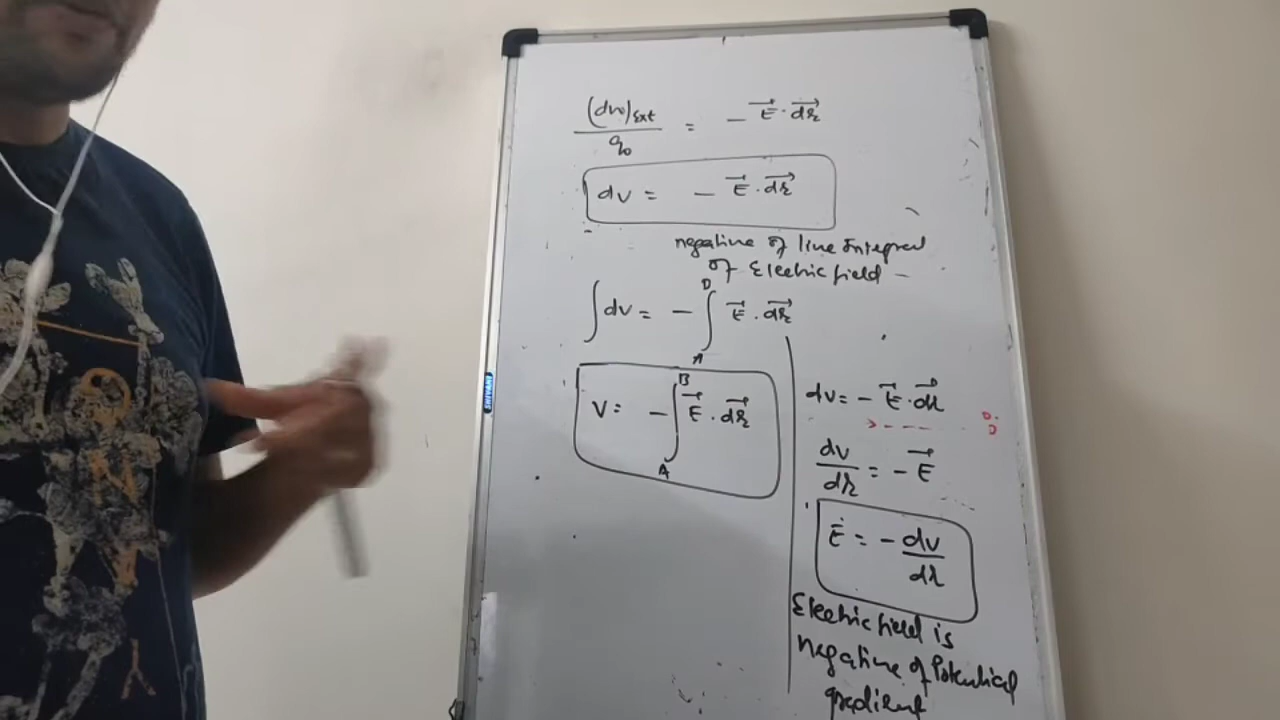 (dw)ext / q₀ = - E⃗ . dr⃗
dv = - E⃗ . dr⃗
negative of line Integral
of Electric field -
∫ dv = - ∫ₐᴮ E⃗ . dr⃗
V = - ∫ₐᴮ E⃗ . dr⃗
dv = - E⃗ . dr⃗
dv / dr = - E⃗
E⃗ = - dv / dr
Electric field is
negative of Potential
gradient
SHIVANI